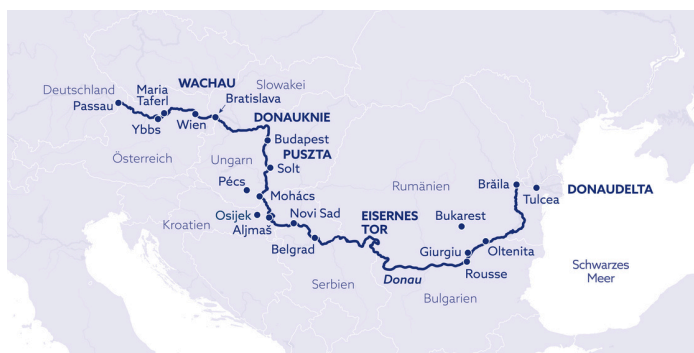 WACHAU
Slowakei
Deutschland
Maria
Taferl
Passau
Bratislava
Ybbs
Wien
DONAUKNIE
Budapest
Österreich
Ungarn
PUSZTA
Solt
Pécs
Mohács
Rumänien
Brăila
Tulcea
DONAUDELTA
Osijek
Novi Sad
EISERNES
TOR
Bukarest
Kroatien
Aljmaš
Belgrad
Giurgiu
Oltenita
Rousse
Donau
Serbien
Bulgarien
Schwarzes
Meer